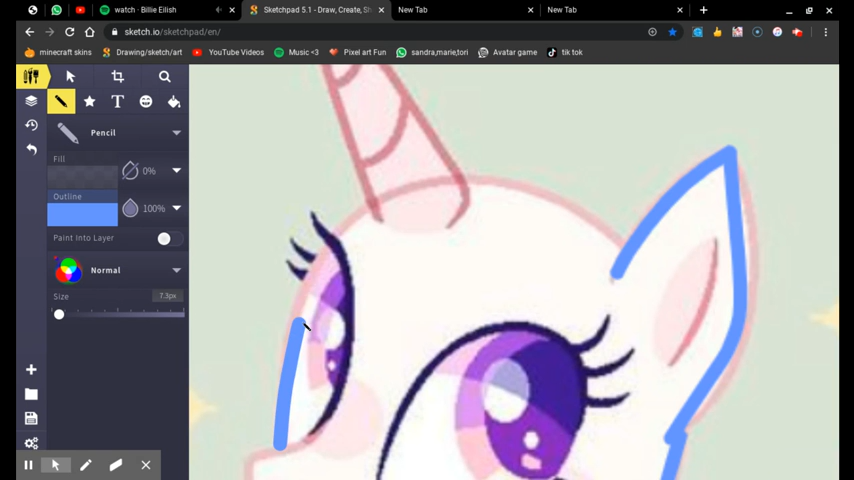 watch · Billie Eilish
Sketchpad 5.1 - Draw, Create, Sh
New Tab
New Tab
sketch.io/sketchpad/en/
minecraft skins
Drawing/sketch/art
YouTube Videos
Music <3
Pixel art Fun
sandra,marie,tori
Avatar game
tik tok
Pencil
Fill
0%
Outline
100%
Paint into Layer
Normal
Size
7.3px